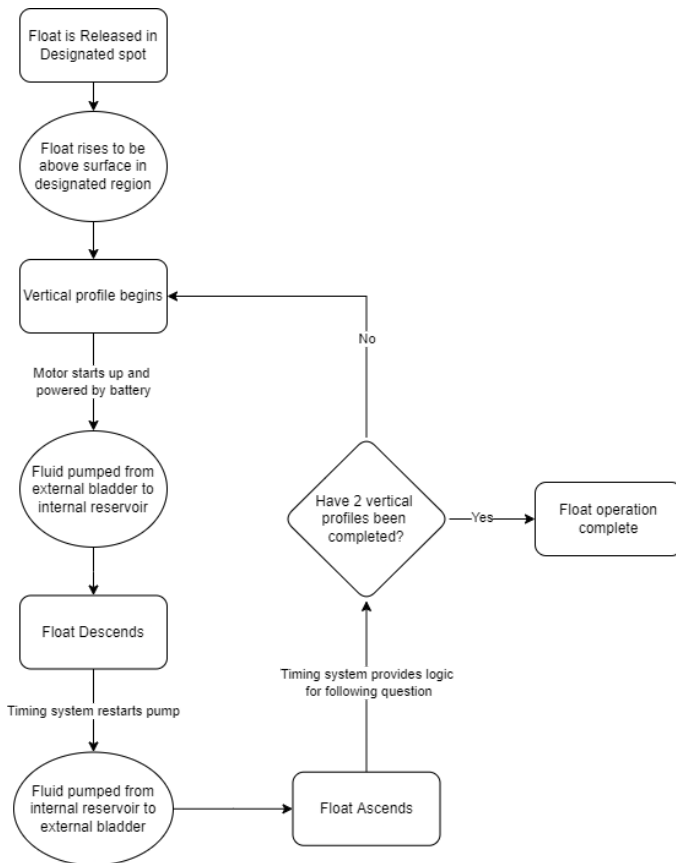 Float is Released in
Designated spot
Float rises to be
above surface in
designated region
Vertical profile begins
Motor starts up and
powered by battery
Fluid pumped from
external bladder to
internal reservoir
Float Descends
Timing system restarts pump
Fluid pumped from
internal reservoir to
external bladder
Float Ascends
Timing system provides logic
for following question
Have 2 vertical
profiles been
completed?
No
Yes
Float operation
complete